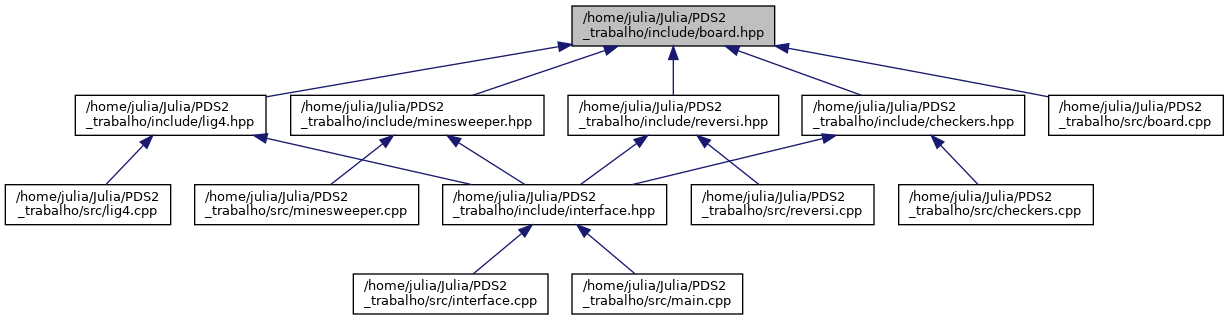 /home/julia/Julia/PDS2
_trabalho/include/board.hpp
/home/julia/Julia/PDS2
_trabalho/include/lig4.hpp
/home/julia/Julia/PDS2
_trabalho/include/minesweeper.hpp
/home/julia/Julia/PDS2
_trabalho/include/reversi.hpp
/home/julia/Julia/PDS2
_trabalho/include/checkers.hpp
/home/julia/Julia/PDS2
_trabalho/src/board.cpp
/home/julia/Julia/PDS2
_trabalho/src/lig4.cpp
/home/julia/Julia/PDS2
_trabalho/src/minesweeper.cpp
/home/julia/Julia/PDS2
_trabalho/include/interface.hpp
/home/julia/Julia/PDS2
_trabalho/src/reversi.cpp
/home/julia/Julia/PDS2
_trabalho/src/checkers.cpp
/home/julia/Julia/PDS2
_trabalho/src/interface.cpp
/home/julia/Julia/PDS2
_trabalho/src/main.cpp